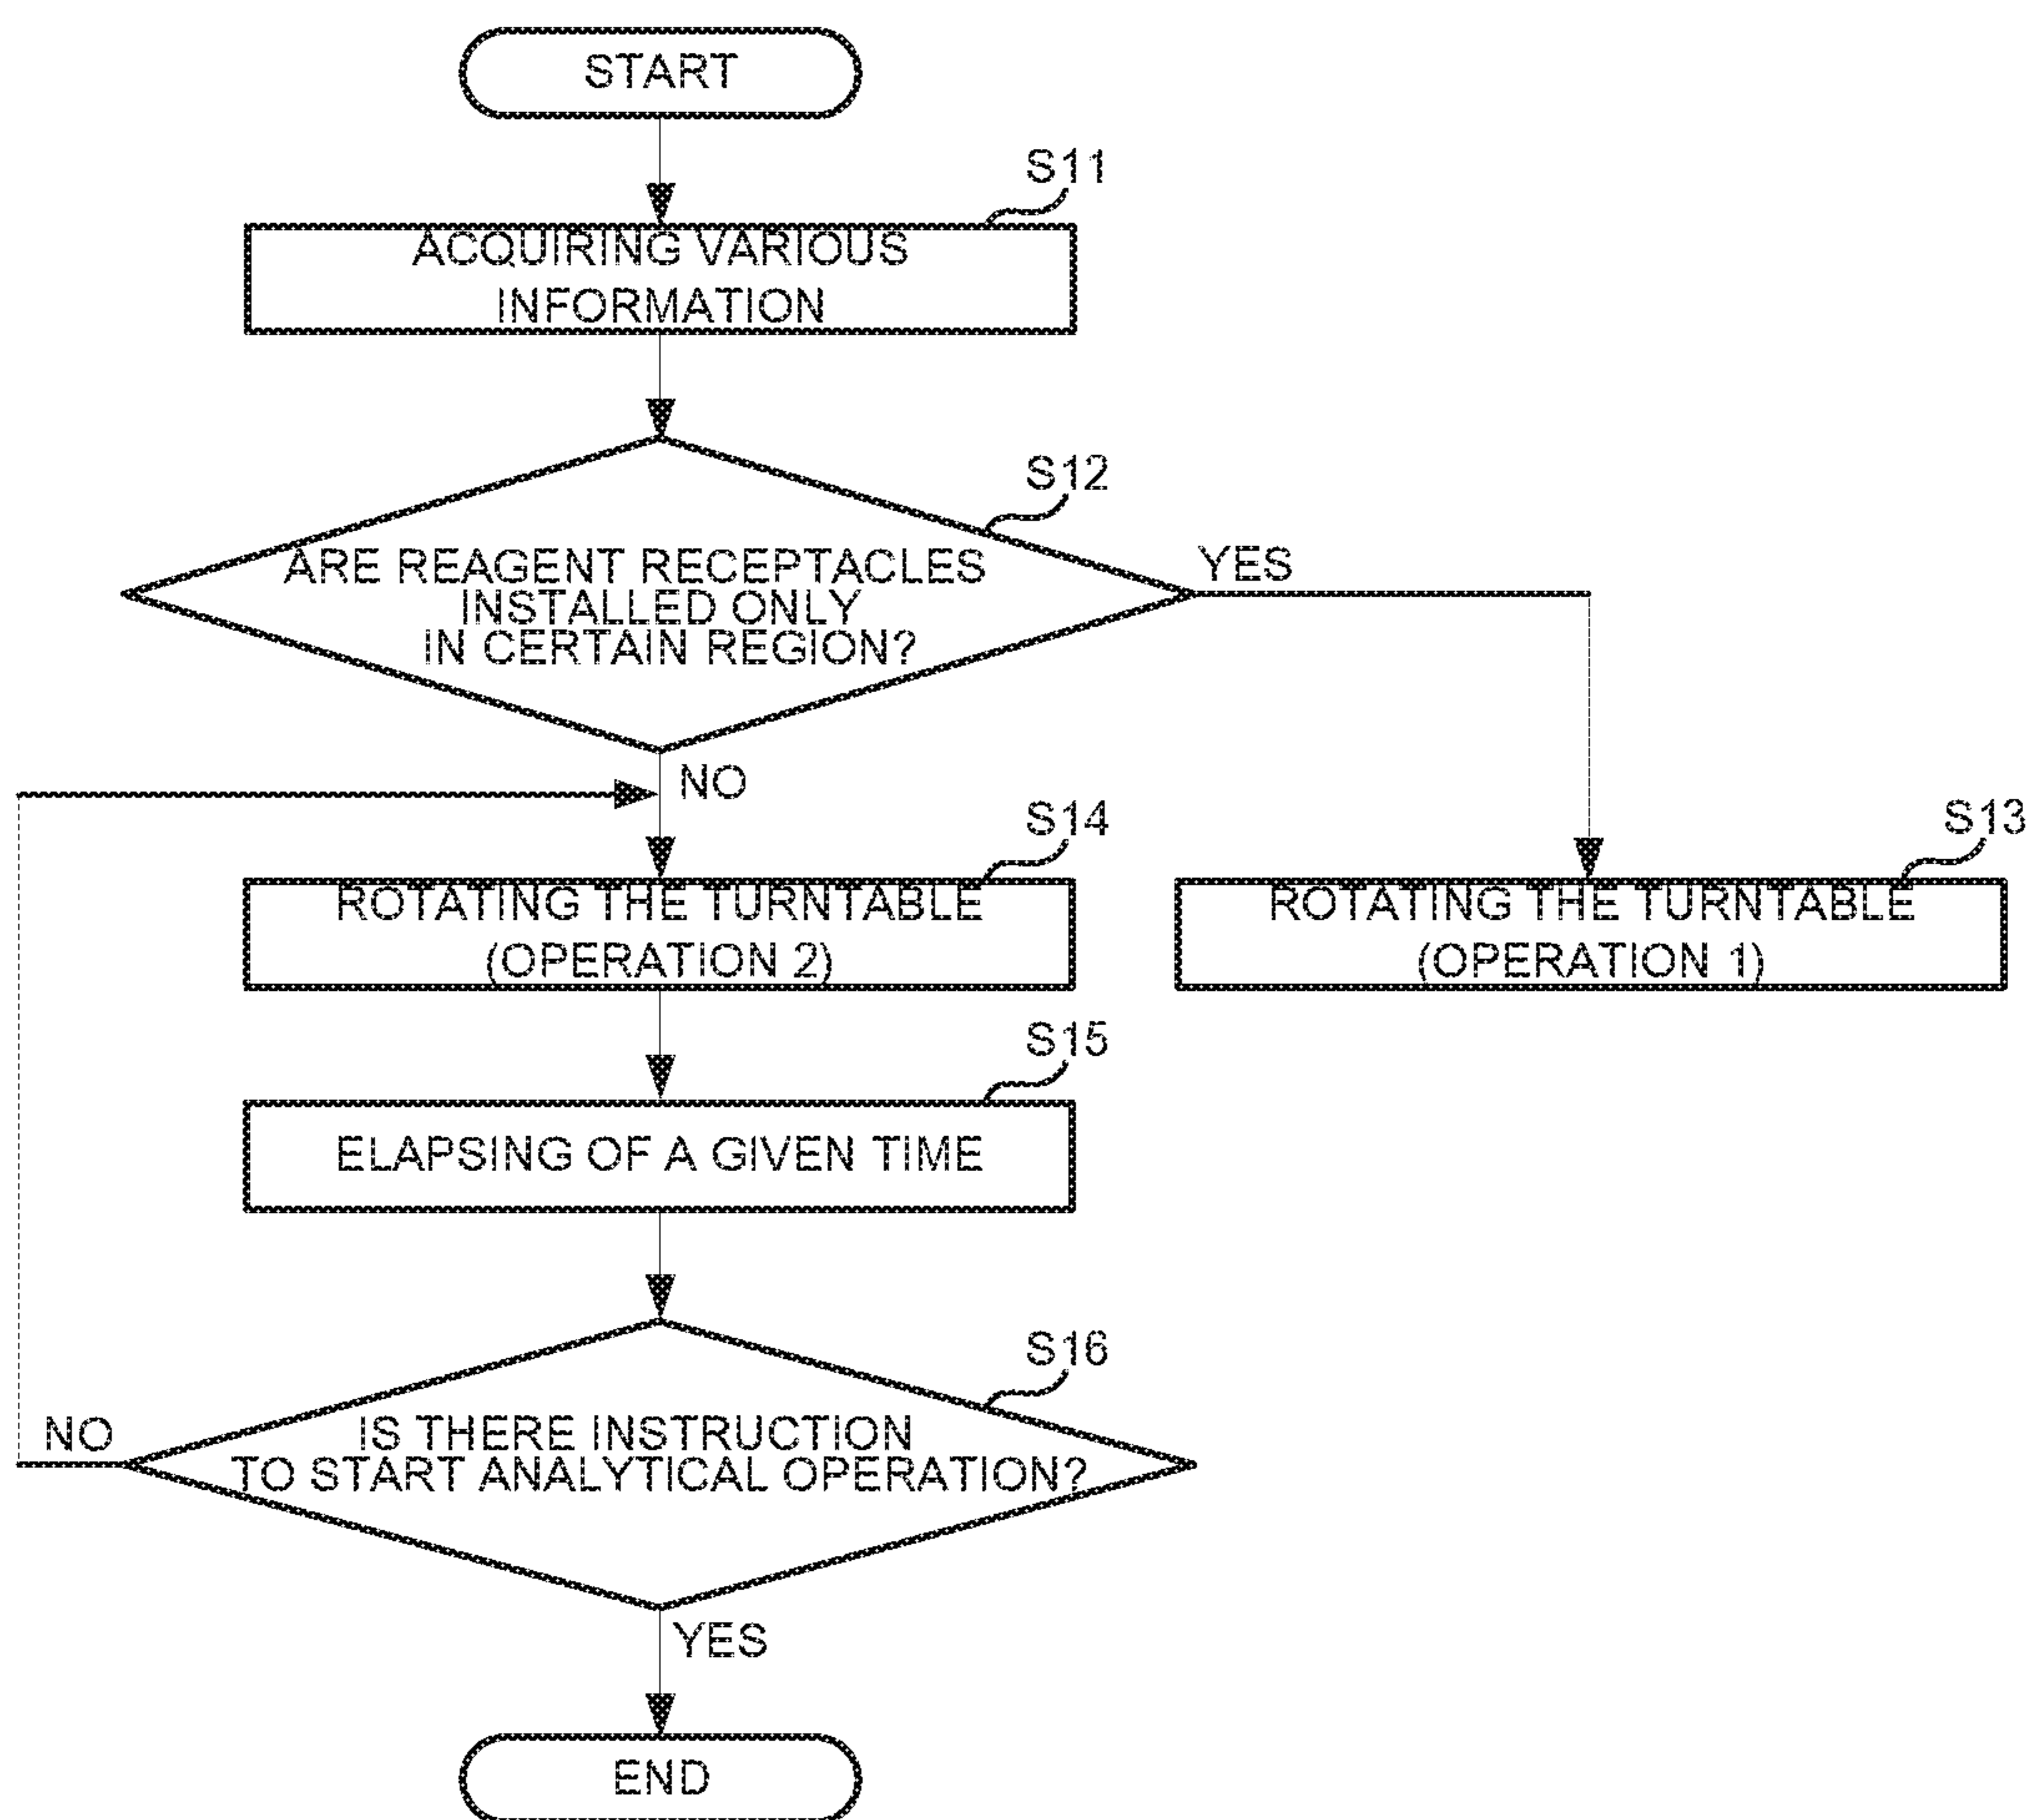 START
S11
ACQUIRING VARIOUS
INFORMATION
S12
ARE REAGENT RECEPTACLES
INSTALLED ONLY
IN CERTAIN REGION?
YES
NO
S14
ROTATING THE TURNTABLE
(OPERATION 2)
S13
ROTATING THE TURNTABLE
(OPERATION 1)
S15
ELAPSING OF A GIVEN TIME
S16
IS THERE INSTRUCTION
TO START ANALYTICAL OPERATION?
NO
YES
END